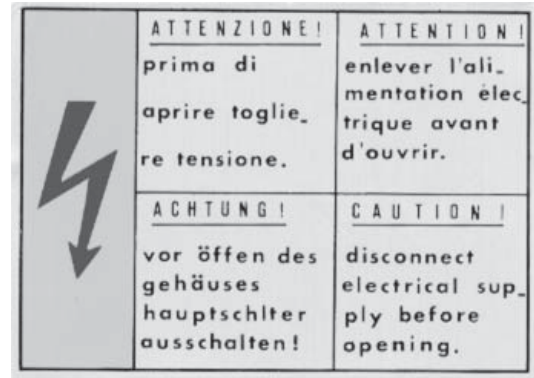 ATTENZIONE!
prima di
aprire toglie_
re tensione.
ATTENTION!
enlever l'ali_
mentation élec_
trique avant
d'ouvrir.
ACHTUNG!
vor öffen des
gehäuses
hauptschlter
ausschalten!
CAUTION!
disconnect
electrical sup_
ply before
opening.